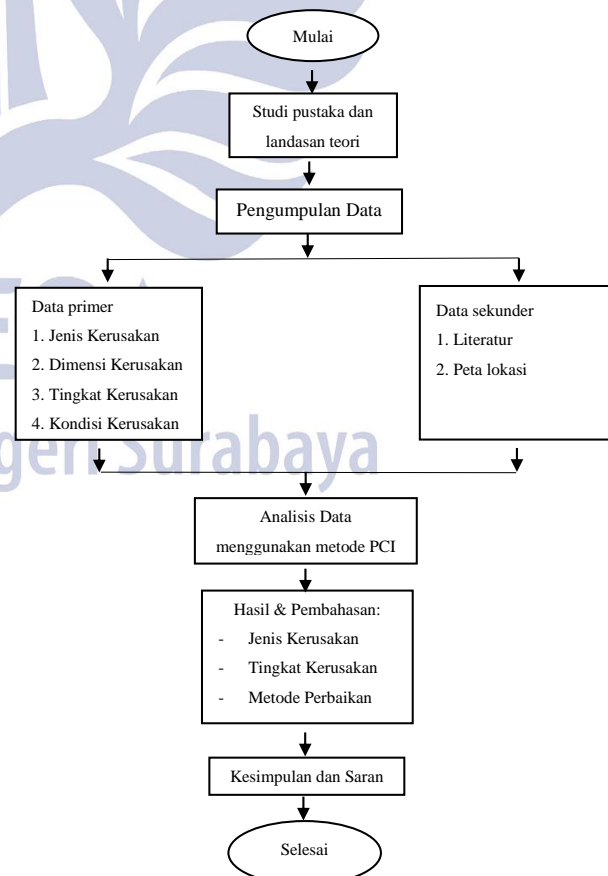 Mulai
Studi pustaka dan
landasan teori
Pengumpulan Data
Data primer
1. Jenis Kerusakan
2. Dimensi Kerusakan
3. Tingkat Kerusakan
4. Kondisi Kerusakan
Data sekunder
1. Literatur
2. Peta lokasi
geri Surabaya
Analisis Data
menggunakan metode PCI
Hasil & Pembahasan:
- Jenis Kerusakan
- Tingkat Kerusakan
- Metode Perbaikan
Kesimpulan dan Saran
Selesai